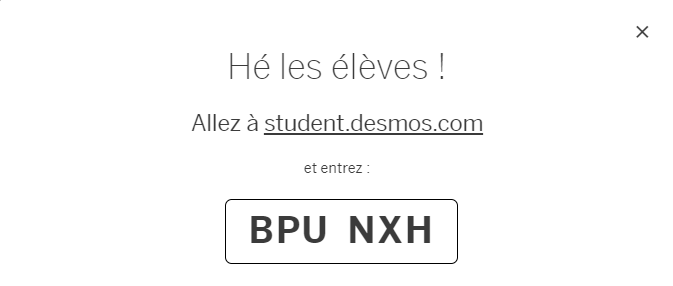 Hé les élèves !
Allez à student.desmos.com
et entrez :
BPU NXH